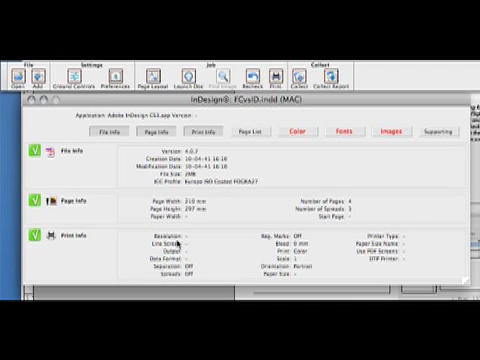 File Settings Job Collect
Open Add Ground Controls Preferences Page Layout Launch Doc Find Image Recheck Print Collect Collect Report
InDesign® FCvsID.indd (MAC)
Application: Adobe InDesign CS3.app Version: -
File Info Page Info Print Info Page List Color Fonts Images Supporting
File Info
Version: 4.0.7
Creation Date: 10-04-41 16:10
Modification Date: 10-04-41 16:10
File Size: 2MB
ICC Profile: Europe ISO Coated FOGRA27
Page Info
Page Width: 210 mm Number of Pages: 4
Page Height: 297 mm Number of Spreads: 3
Paper Width: - Start Page: -
Print Info
Resolution: - Reg. Marks: Off Printer Type: -
Line Screen: - Bleed: 0 mm Paper Size Name: -
Output: - Print: Color Use PDF Screens: -
Data Format: - Scale: 1 DTP Printer: -
Separation: Off Orientation: Portrait
Spreads: Off Paper Size: -